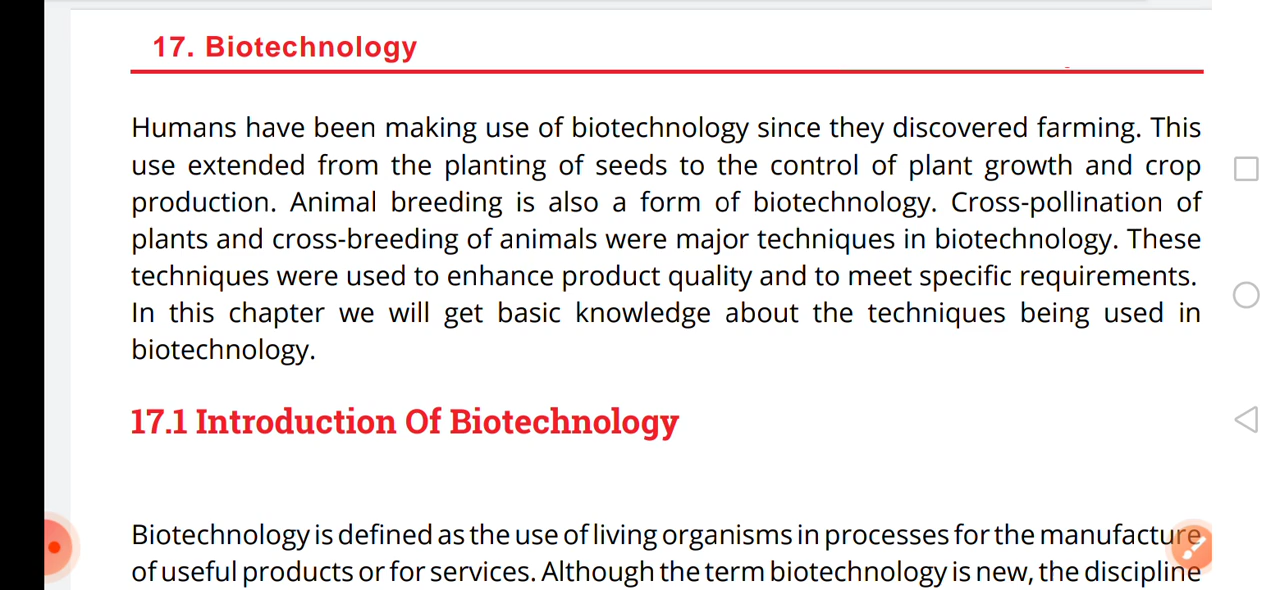 17. Biotechnology
Humans have been making use of biotechnology since they discovered farming. This
use extended from the planting of seeds to the control of plant growth and crop
production. Animal breeding is also a form of biotechnology. Cross-pollination of
plants and cross-breeding of animals were major techniques in biotechnology. These
techniques were used to enhance product quality and to meet specific requirements.
In this chapter we will get basic knowledge about the techniques being used in
biotechnology.
17.1 Introduction Of Biotechnology
Biotechnology is defined as the use of living organisms in processes for the manufacture
of useful products or for services. Although the term biotechnology is new, the discipline